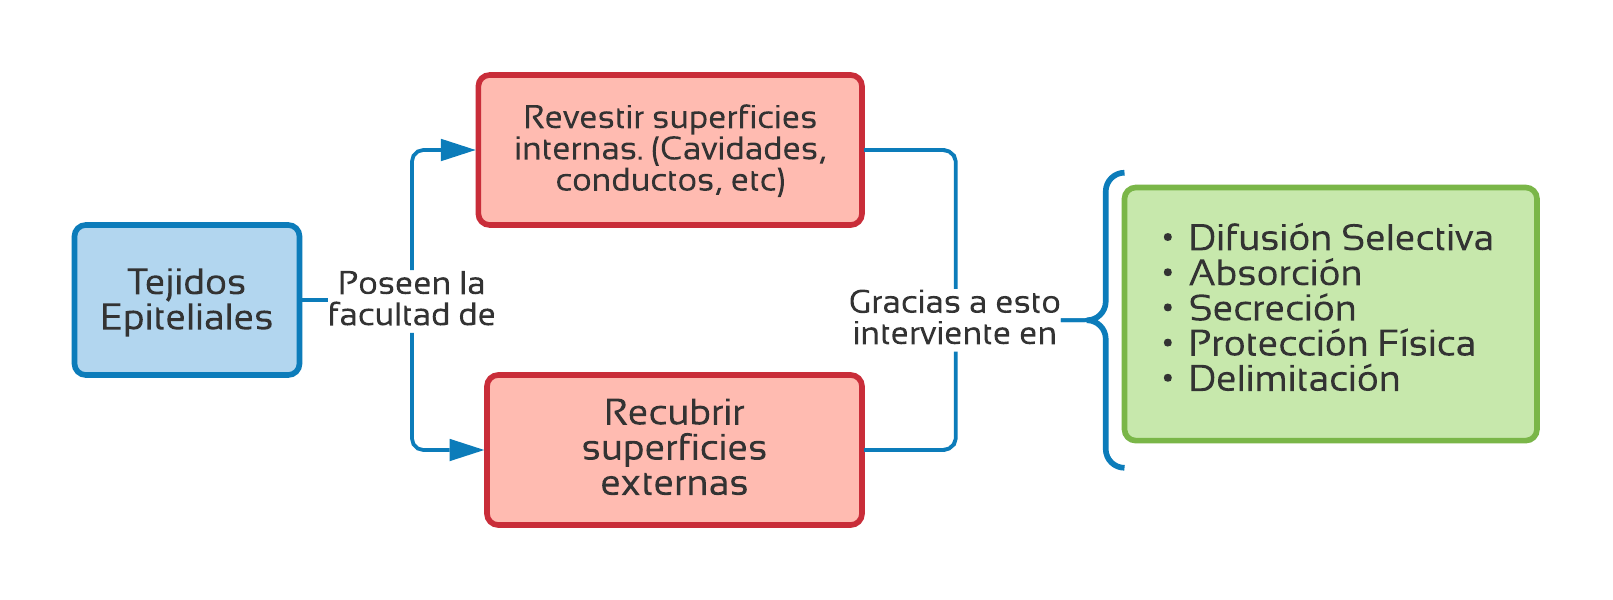 Tejidos
Epiteliales
Poseen la
facultad de
Revestir superficies
internas. (Cavidades,
conductos, etc)
Recubrir
superficies
externas
Gracias a esto
interviente en
• Difusión Selectiva
• Absorción
• Secreción
• Protección Física
• Delimitación